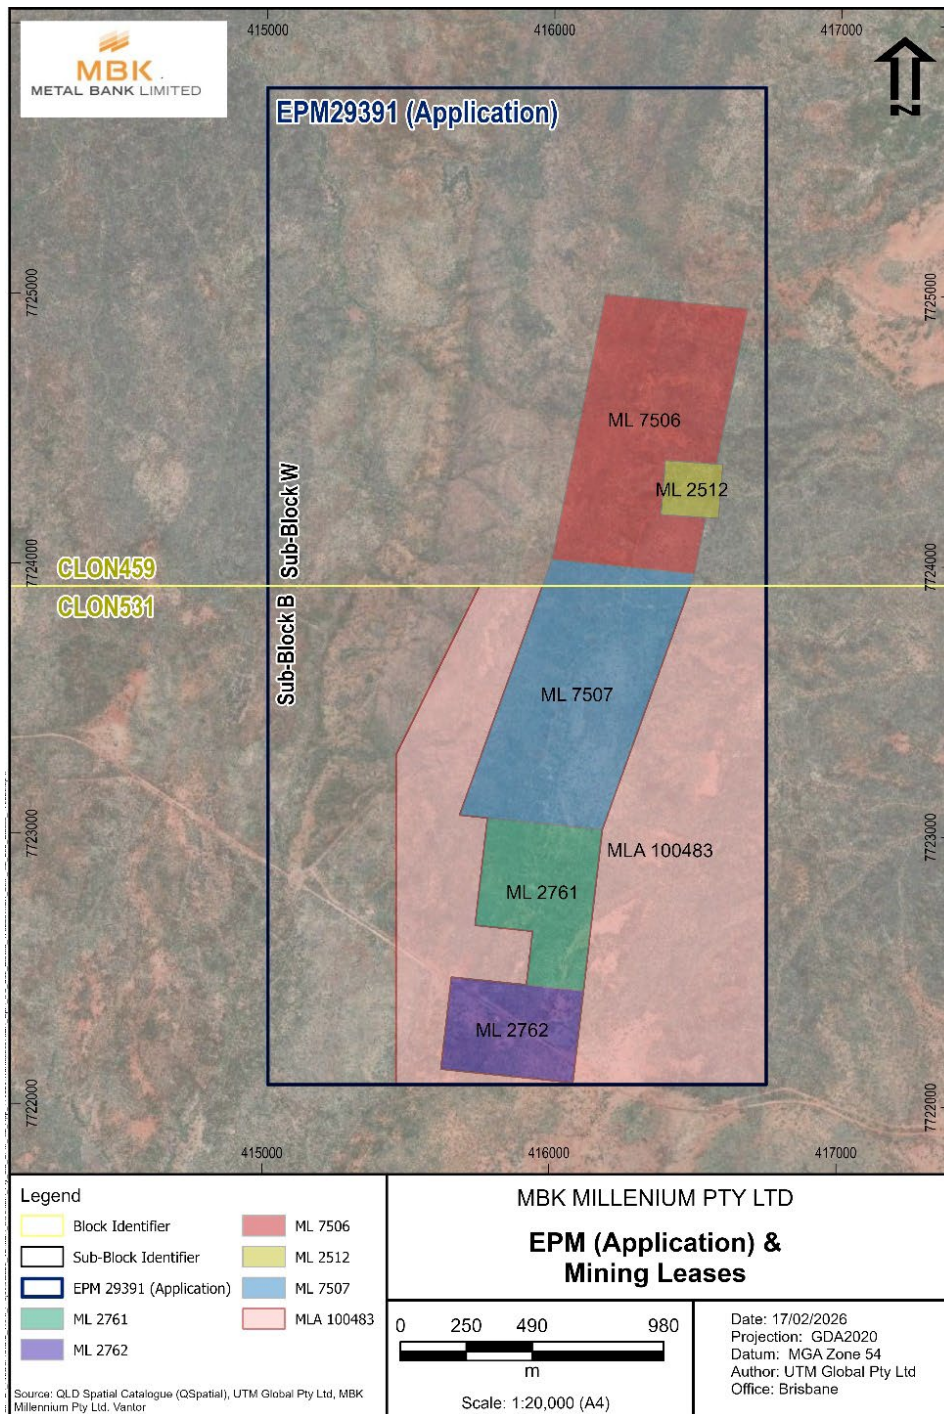 415000
416000
417000
MBK
METAL BANK LIMITED
EPM29391 (Application)
N
7725000
7725000
ML 7506
ML 2512
Sub-Block W
7724000
7724000
CLON459
CLON531
Sub-Block B
ML 7507
7723000
7723000
MLA 100483
ML 2761
ML 2762
7722000
7722000
415000
416000
417000
Legend
Block Identifier
Sub-Block Identifier
EPM 29391 (Application)
ML 2761
ML 2762
ML 7506
ML 2512
ML 7507
MLA 100483
Source: QLD Spatial Catalogue (QSpatial), UTM Global Pty Ltd, MBK
Millennium Pty Ltd. Vantor
MBK MILLENIUM PTY LTD
EPM (Application) &
Mining Leases
0 250 490 980
m
Scale: 1:20,000 (A4)
Date: 17/02/2026
Projection: GDA2020
Datum: MGA Zone 54
Author: UTM Global Pty Ltd
Office: Brisbane